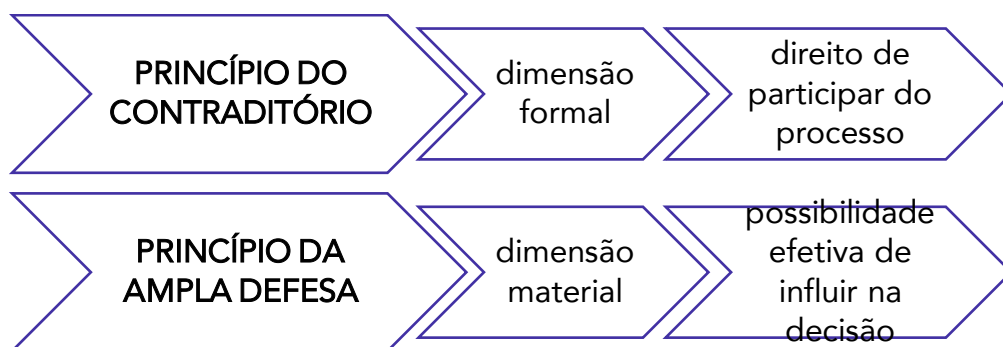 PRINCÍPIO DO
CONTRADITÓRIO
dimensão
formal
direito de
participar do
processo
PRINCÍPIO DA
AMPLA DEFESA
dimensão
material
possibilidade
efetiva de
influir na
decisão